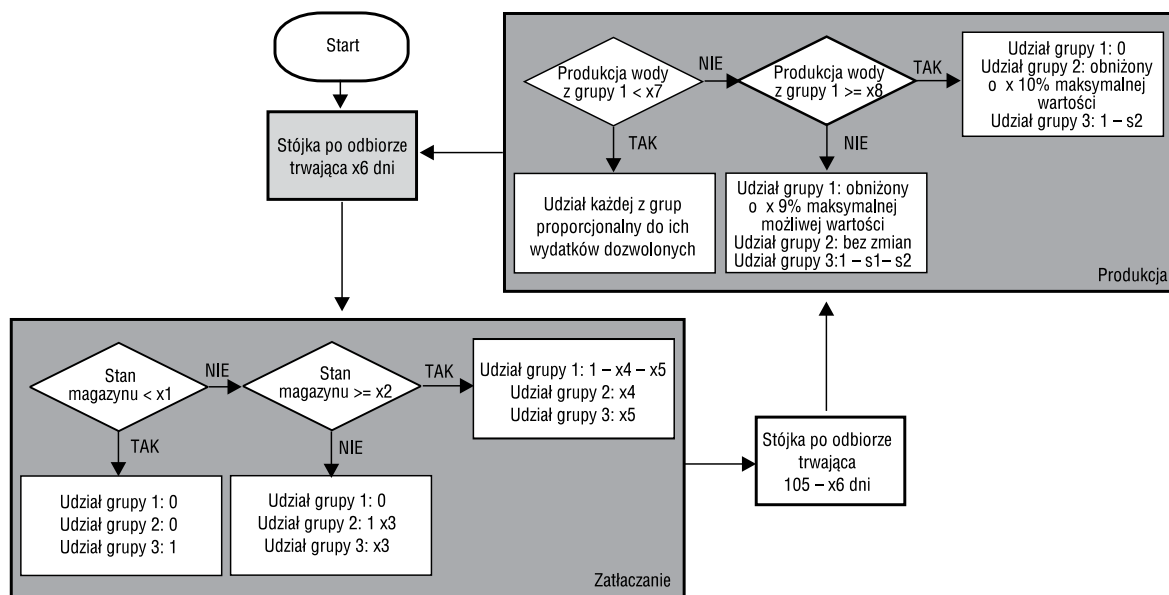 Start
Stójka po odbiorze
trwająca x6 dni
Produkcja wody
z grupy 1 < x7
NIE
Produkcja wody
z grupy 1 >= x8
TAK
Udział grupy 1: 0
Udział grupy 2: obniżony
o x 10% maksymalnej
wartości
Udział grupy 3: 1 – s2
TAK
NIE
Udział każdej z grup
proporcjonalny do ich
wydatków dozwolonych
Udział grupy 1: obniżony
o x 9% maksymalnej
możliwej wartości
Udział grupy 2: bez zmian
Udział grupy 3:1 – s1– s2
Produkcja
Stan
magazynu < x1
NIE
Stan
magazynu >= x2
TAK
Udział grupy 1: 1 – x4 – x5
Udział grupy 2: x4
Udział grupy 3: x5
TAK
NIE
Udział grupy 1: 0
Udział grupy 2: 0
Udział grupy 3: 1
Udział grupy 1: 0
Udział grupy 2: 1 x3
Udział grupy 3: x3
Zatłaczanie
Stójka po odbiorze
trwająca
105 – x6 dni